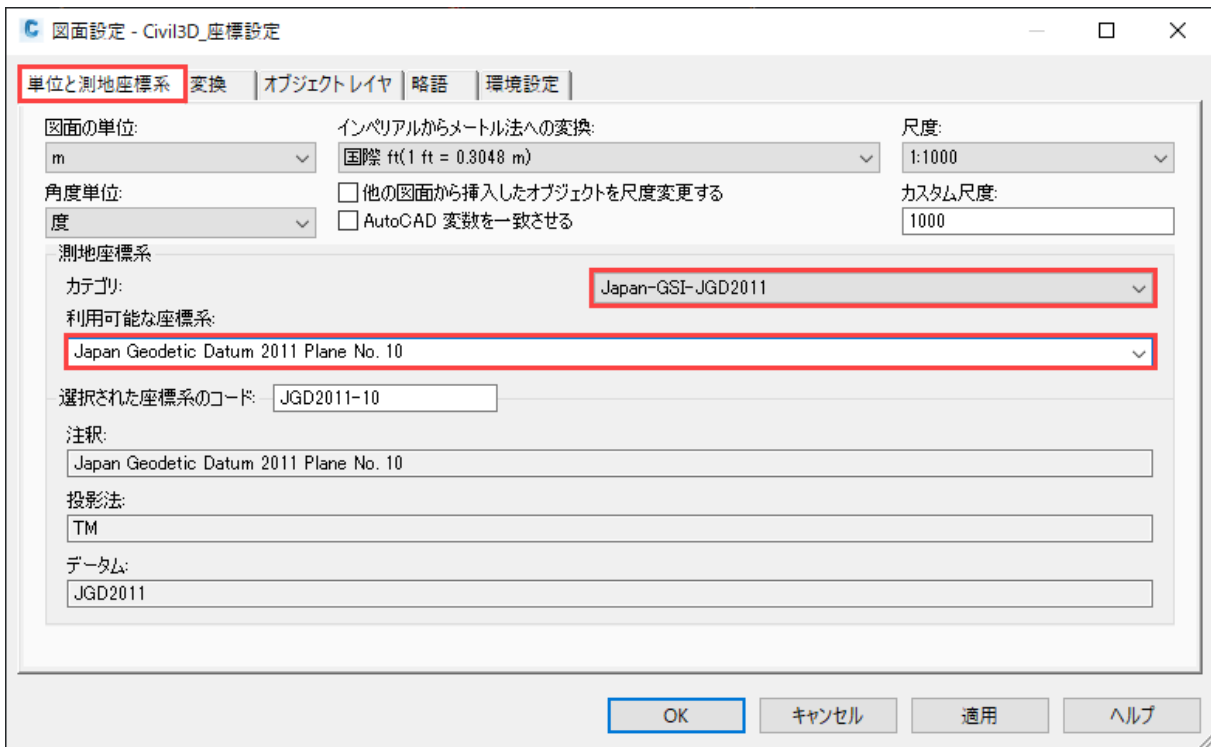 図面設定 - Civil3D_座標設定
単位と測地座標系 変換 オブジェクト レイヤ 略語 環境設定
図面の単位: インペリアルからメートル法への変換: 尺度:
m 国際 ft(1 ft = 0.3048 m) 1:1000
角度単位: 他の図面から挿入したオブジェクトを尺度変更する カスタム尺度:
度 AutoCAD 変数を一致させる 1000
測地座標系
カテゴリ: Japan-GSI-JGD2011
利用可能な座標系:
Japan Geodetic Datum 2011 Plane No. 10
選択された座標系のコード: JGD2011-10
注釈:
Japan Geodetic Datum 2011 Plane No. 10
投影法:
TM
データム:
JGD2011
OK キャンセル 適用 ヘルプ